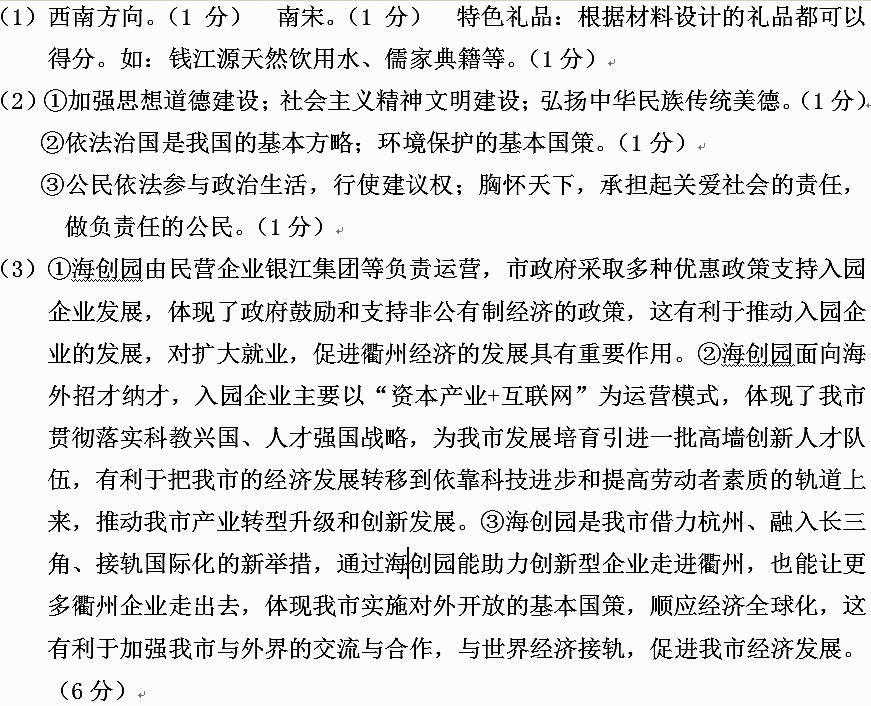 (1) 西南方向。(1 分)　南宋。(1 分)　特色礼品：根据材料设计的礼品都可以
得分。如：钱江源天然饮用水、儒家典籍等。(1 分)
(2) ①加强思想道德建设；社会主义精神文明建设；弘扬中华民族传统美德。(1 分)
②依法治国是我国的基本方略；环境保护的基本国策。(1 分)
③公民依法参与政治生活，行使建议权；胸怀天下，承担起关爱社会的责任，
做负责任的公民。(1 分)
(3) ①海创园由民营企业银江集团等负责运营，市政府采取多种优惠政策支持入园
企业发展，体现了政府鼓励和支持非公有制经济的政策，这有利于推动入园企
业的发展，对扩大就业，促进衢州经济的发展具有重要作用。②海创园面向海
外招才纳才，入园企业主要以“资本产业+互联网”为运营模式，体现了我市
贯彻落实科教兴国、人才强国战略，为我市发展培育引进一批高墙创新人才队
伍，有利于把我市的经济发展转移到依靠科技进步和提高劳动者素质的轨道上
来，推动我市产业转型升级和创新发展。③海创园是我市借力杭州、融入长三
角、接轨国际化的新举措，通过海创园能助力创新型企业走进衢州，也能让更
多衢州企业走出去，体现我市实施对外开放的基本国策，顺应经济全球化，这
有利于加强我市与外界的交流与合作，与世界经济接轨，促进我市经济发展。
(6 分)